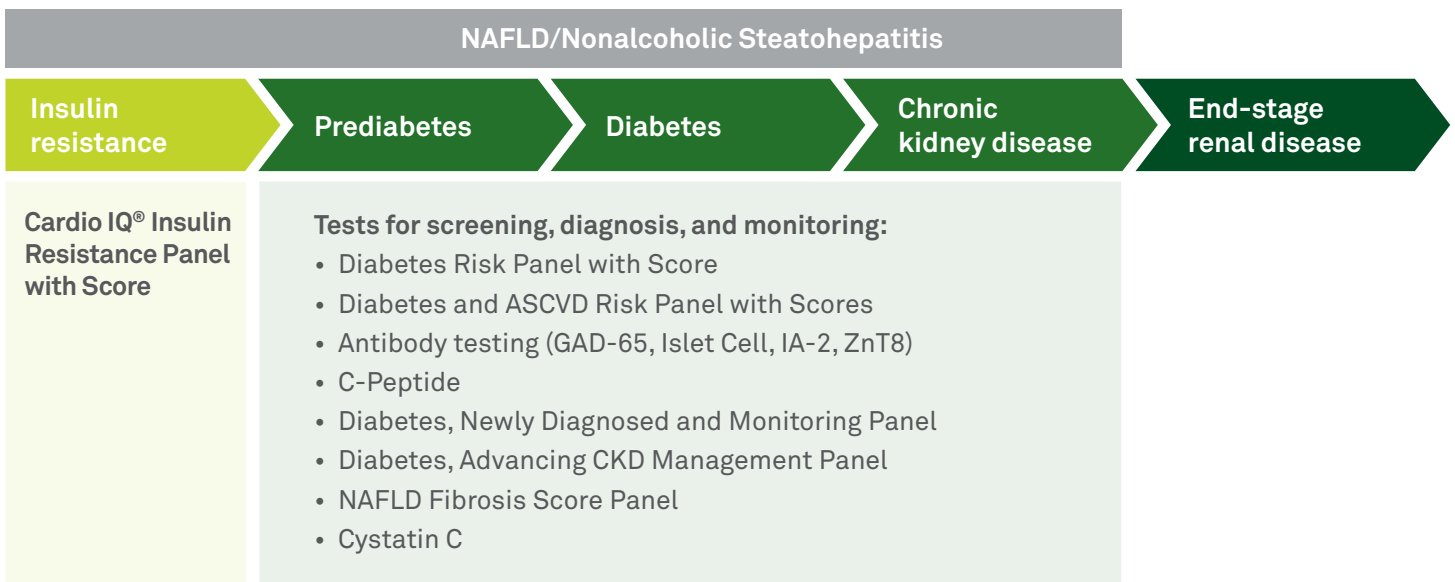 NAFLD/Nonalcoholic Steatohepatitis
Insulin
resistance
Prediabetes
Diabetes
Chronic
kidney disease
End-stage
renal disease
Cardio IQ® Insulin
Resistance Panel
with Score
Tests for screening, diagnosis, and monitoring:
• Diabetes Risk Panel with Score
• Diabetes and ASCVD Risk Panel with Scores
• Antibody testing (GAD-65, Islet Cell, IA-2, ZnT8)
• C-Peptide
• Diabetes, Newly Diagnosed and Monitoring Panel
• Diabetes, Advancing CKD Management Panel
• NAFLD Fibrosis Score Panel
• Cystatin C